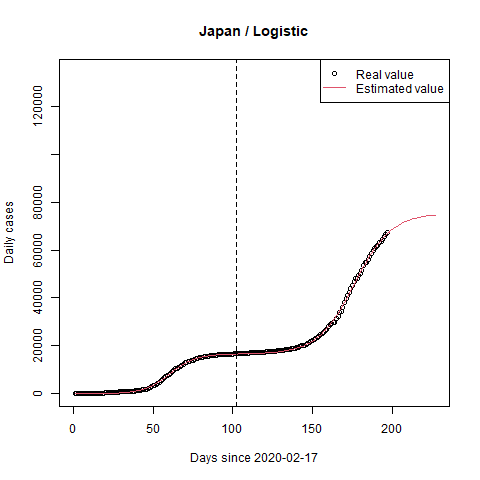 Japan / Logistic
Real value
Estimated value
Daily cases
0
20000
40000
60000
80000
120000
0
50
100
150
200
Days since 2020-02-17